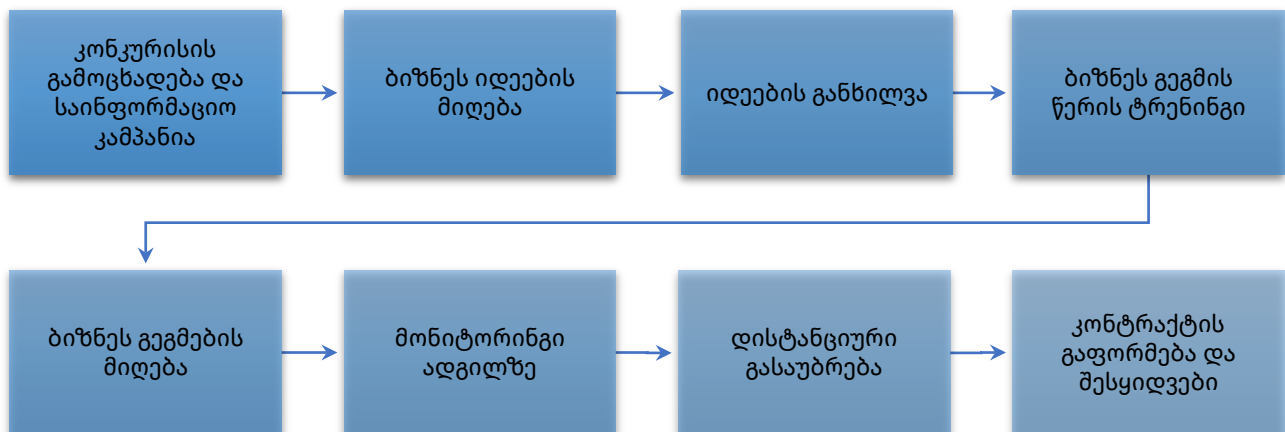 კონკურისის
გამოცხადება და
საინფორმაციო
კამპანია
ბიზნეს იდეების
მიღება
იდეების განხილვა
ბიზნეს გეგმის
წერის ტრენინგი
ბიზნეს გეგმების
მიღება
მონიტორინგი
ადგილზე
დისტანციური
გასაუბრება
კონტრაქტის
გაფორმება და
შესყიდვები